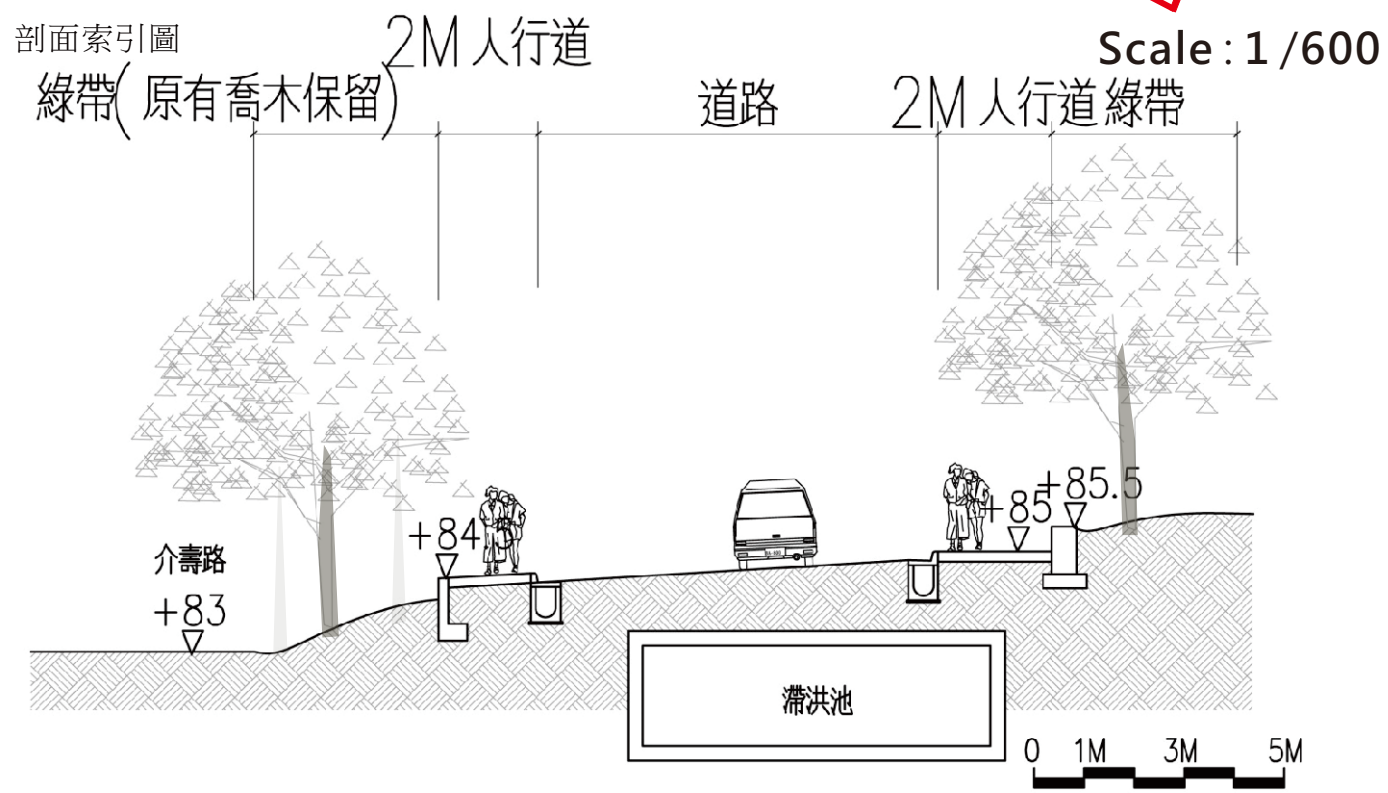 剖面索引圖
Scale : 1 /600
2M 人行道
綠帶( 原有喬木保留)
道路
2M 人行道 綠帶
+85.5
+85
+84
介壽路
+83
滯洪池
0 1M 3M 5M